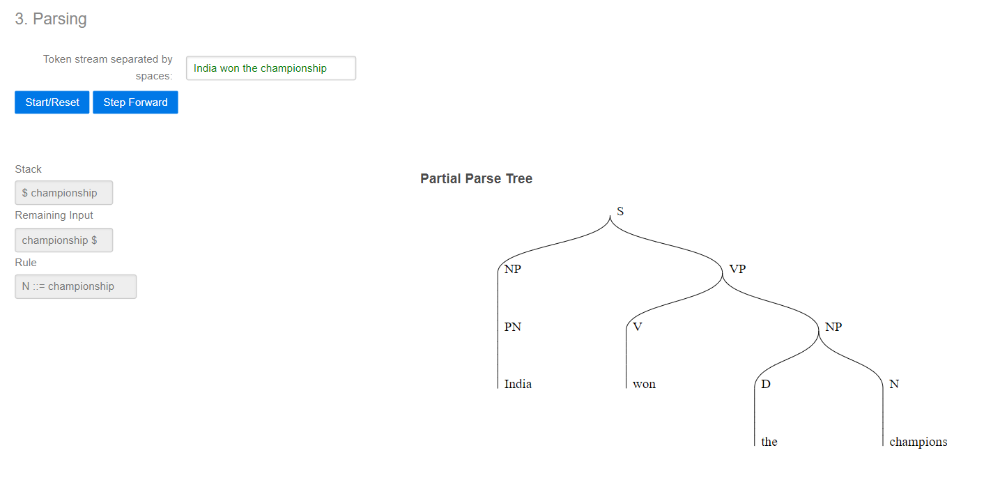 3. Parsing
Token stream separated by
spaces:
India won the championship
Start/Reset Step Forward
Stack
$ championship
Remaining Input
championship $
Rule
N ::= championship
Partial Parse Tree
S
NP VP
PN V NP
India won D N
the champions